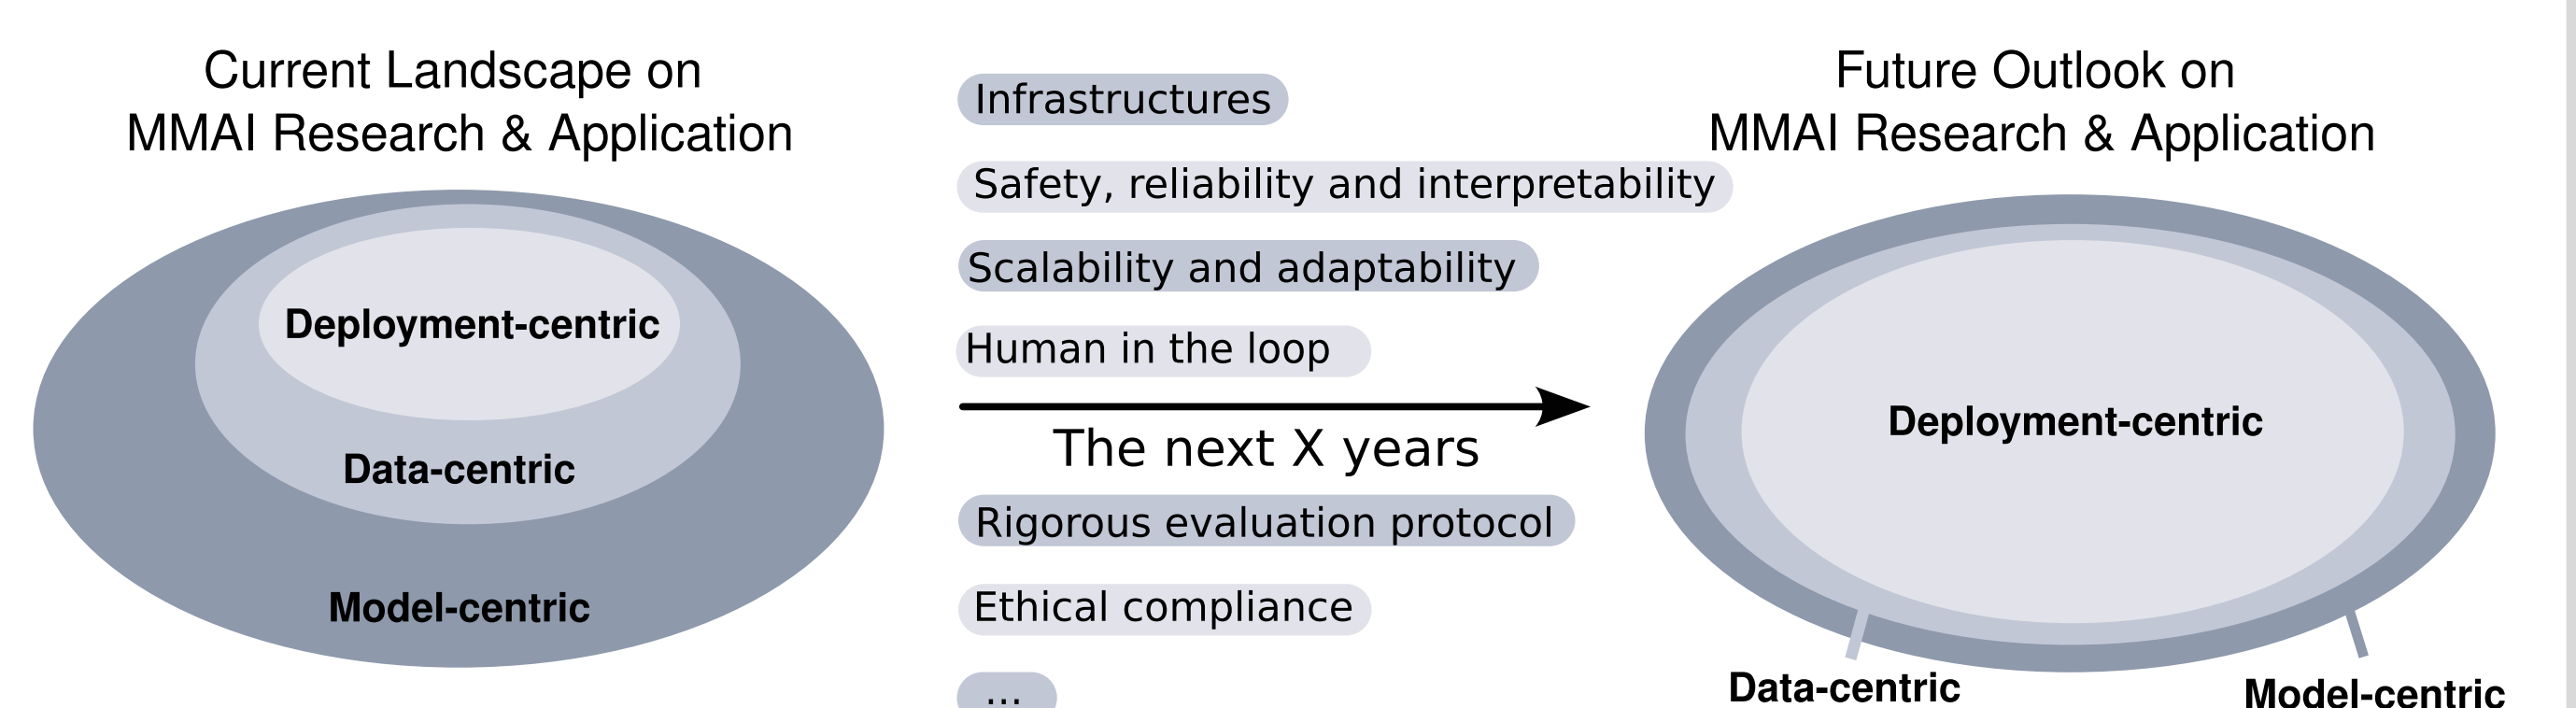 Current Landscape on
MMAI Research & Application
Deployment-centric
Data-centric
Model-centric
Infrastructures
Safety, reliability and interpretability
Scalability and adaptability
Human in the loop
The next X years
Rigorous evaluation protocol
Ethical compliance
...
Future Outlook on
MMAI Research & Application
Deployment-centric
Data-centric
Model-centric